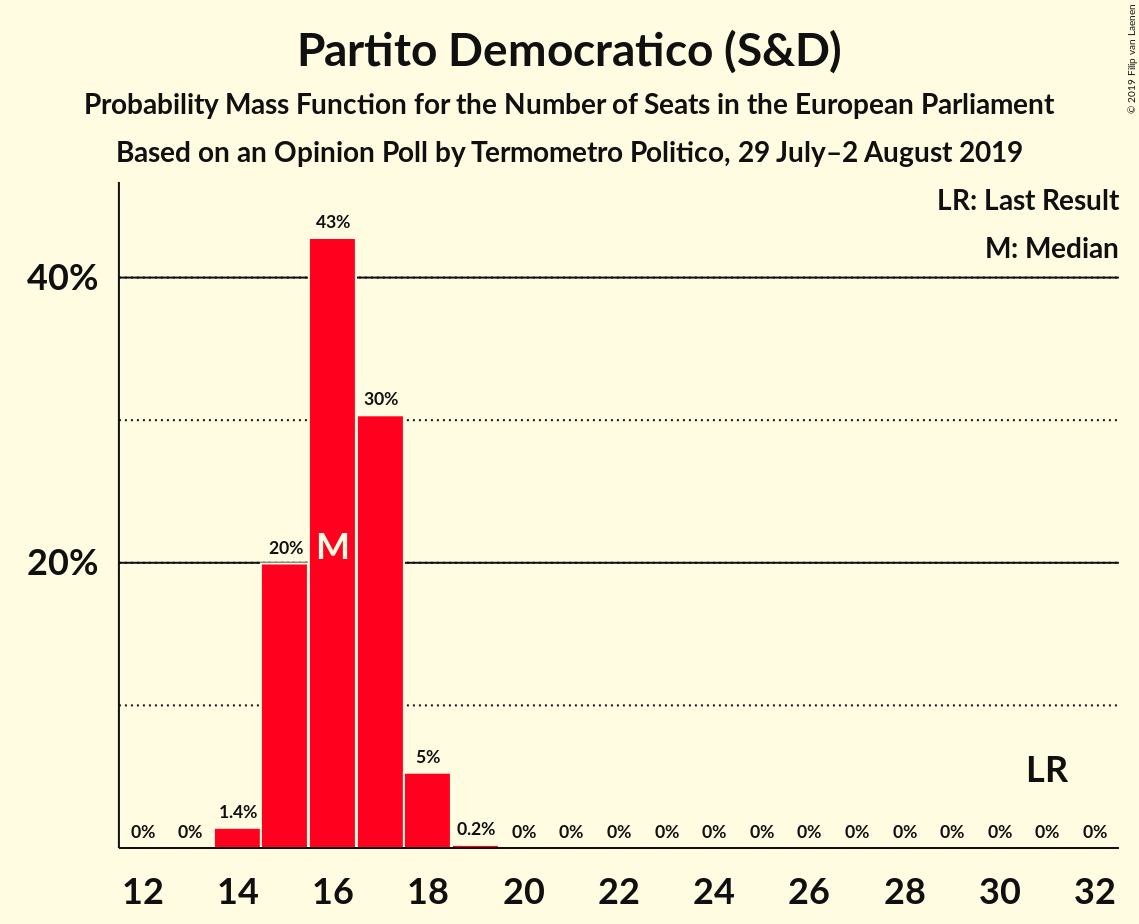 Partito Democratico (S&D)
Probability Mass Function for the Number of Seats in the European Parliament
Based on an Opinion Poll by Termometro Politico, 29 July–2 August 2019
© 2019 Filip van Laenen
LR: Last Result
M: Median
43%
40%
30%
20%
20%
M
5%
LR
1.4%
0% 0% 0.2% 0% 0% 0% 0% 0% 0% 0% 0% 0% 0% 0% 0% 0%
12 14 16 18 20 22 24 26 28 30 32